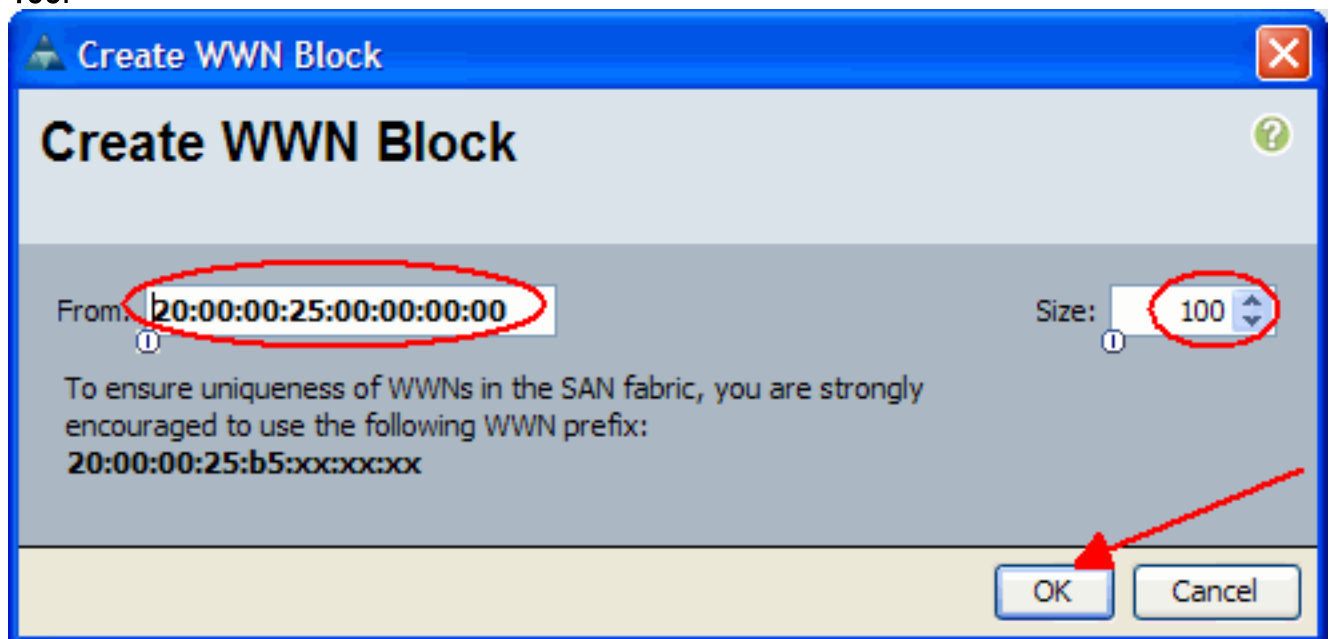 Create WWN Block
Create WWN Block
?
From: 20:00:00:25:00:00:00:00
Size: 100
To ensure uniqueness of WWNs in the SAN fabric, you are strongly
encouraged to use the following WWN prefix:
20:00:00:25:b5:xx:xx:xx
OK Cancel